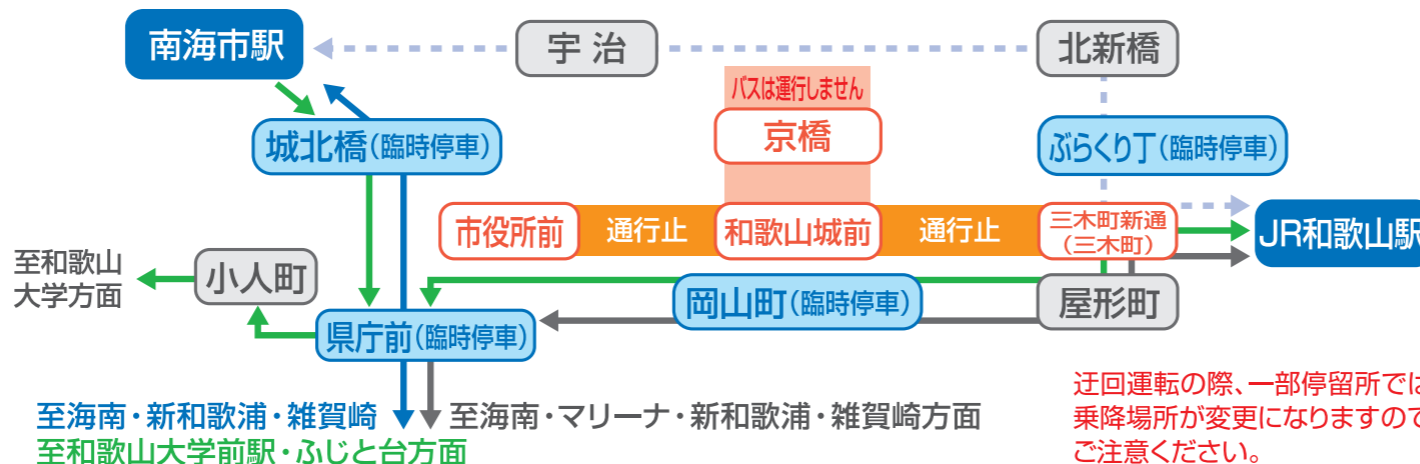 南海市駅
宇治
北新橋
バスは運行しません
京橋
城北橋(臨時停車)
ぶらくり丁(臨時停車)
市役所前
通行止
和歌山城前
通行止
三木町新通
(三木町)
JR和歌山駅
至和歌山
大学方面
小人町
岡山町(臨時停車)
屋形町
県庁前(臨時停車)
迂回運転の際、一部停留所では
乗降場所が変更になりますので
ご注意ください。
至海南・新和歌浦・雑賀崎
至海南・マリーナ・新和歌浦・雑賀崎方面
至和歌山大学前駅・ふじと台方面